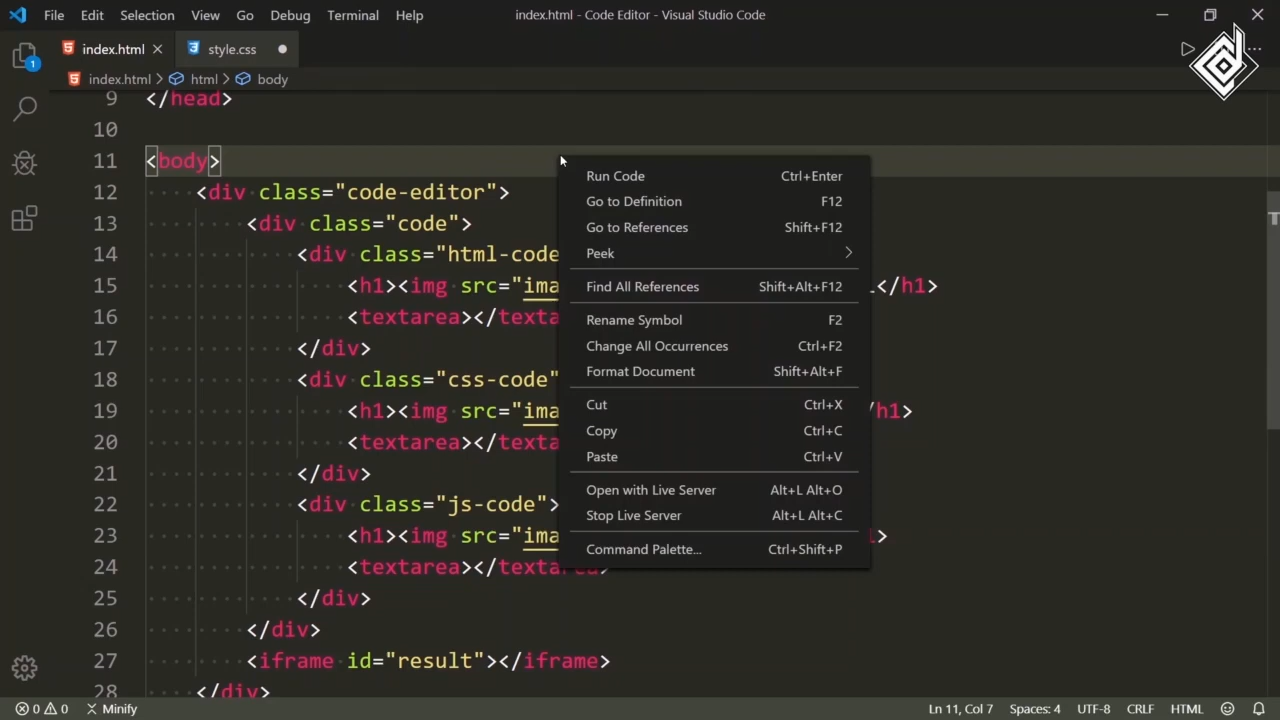 File Edit Selection View Go Debug Terminal Help
index.html - Code Editor - Visual Studio Code
index.html
style.css
1
index.html > html > body
9 </head>
10
11 <body>
12 <div class="code-editor">
13 <div class="code">
14 <div class="html-code
15 <h1><img src="ima </h1>
16 <textarea></texta
17 </div>
18 <div class="css-code"
19 <h1><img src="ima /h1>
20 <textarea></texta
21 </div>
22 <div class="js-code">
23 <h1><img src="ima >
24 <textarea></textarea>
25 </div>
26 </div>
27 <iframe id="result"></iframe>
28 </div>
Run Code Ctrl+Enter
Go to Definition F12
Go to References Shift+F12
Peek
Find All References Shift+Alt+F12
Rename Symbol F2
Change All Occurrences Ctrl+F2
Format Document Shift+Alt+F
Cut Ctrl+X
Copy Ctrl+C
Paste Ctrl+V
Open with Live Server Alt+L Alt+O
Stop Live Server Alt+L Alt+C
Command Palette... Ctrl+Shift+P
0 0 Minify
Ln 11, Col 7 Spaces: 4 UTF-8 CRLF HTML